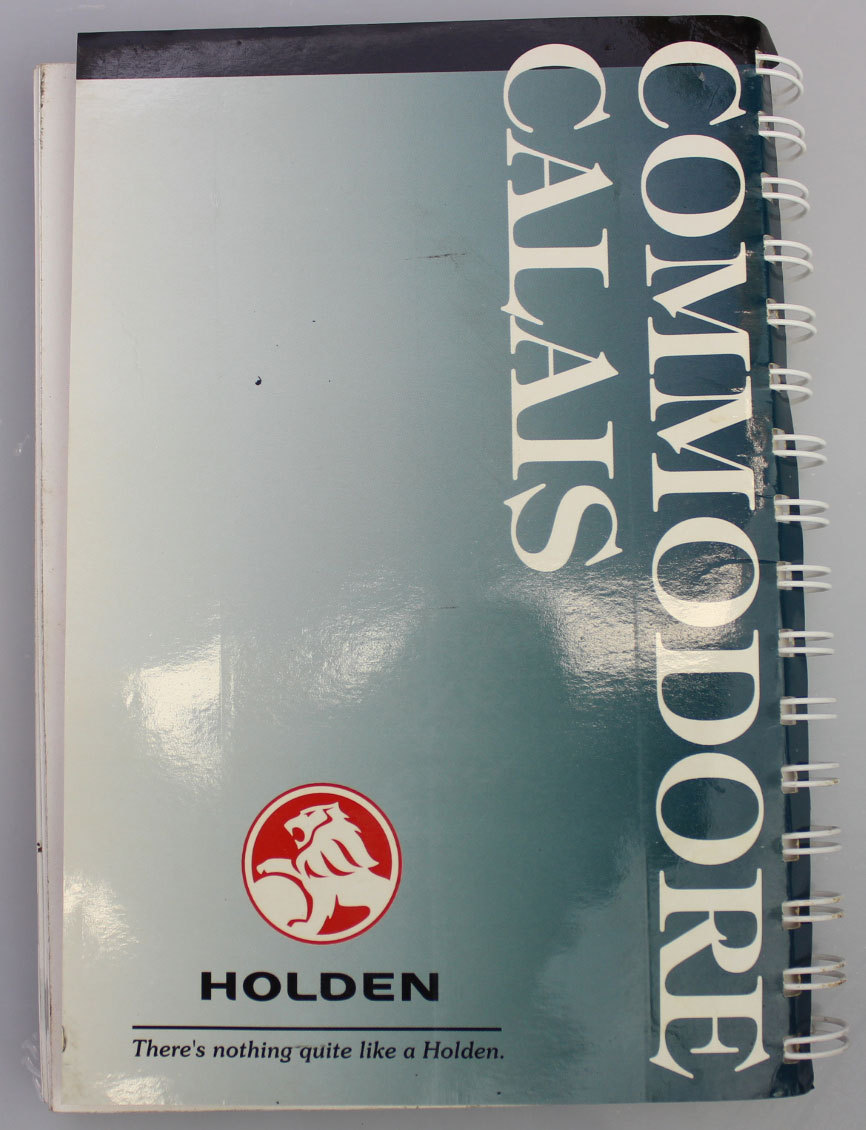 COMMODORE
CALAIS
HOLDEN
There's nothing quite like a Holden.